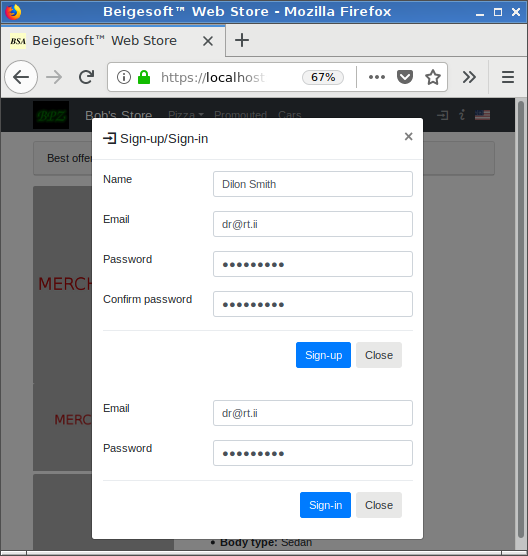 Beigesoft™ Web Store - Mozilla Firefox
BSA Beigesoft™ Web Store
https://localhost 67%
BPZ Bob's Store Pizza Promouted Cars
Sign-up/Sign-in ×
Best offer
Name Dilon Smith
Email dr@rt.ii
MERCH
Password ●●●●●●●●●
Confirm password ●●●●●●●●●
Sign-up Close
Email dr@rt.ii
MERCH
Password ●●●●●●●●●
Sign-in Close
Body type: Sedan